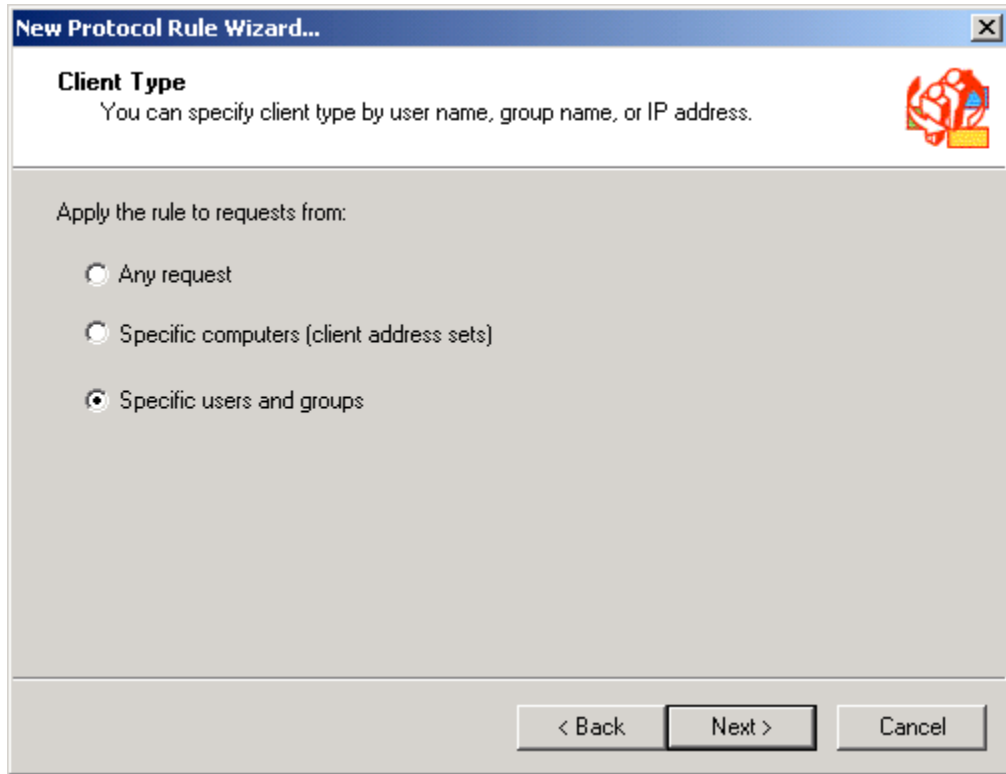 New Protocol Rule Wizard...
Client Type
You can specify client type by user name, group name, or IP address.
Apply the rule to requests from:
Any request
Specific computers (client address sets)
Specific users and groups
< Back
Next >
Cancel